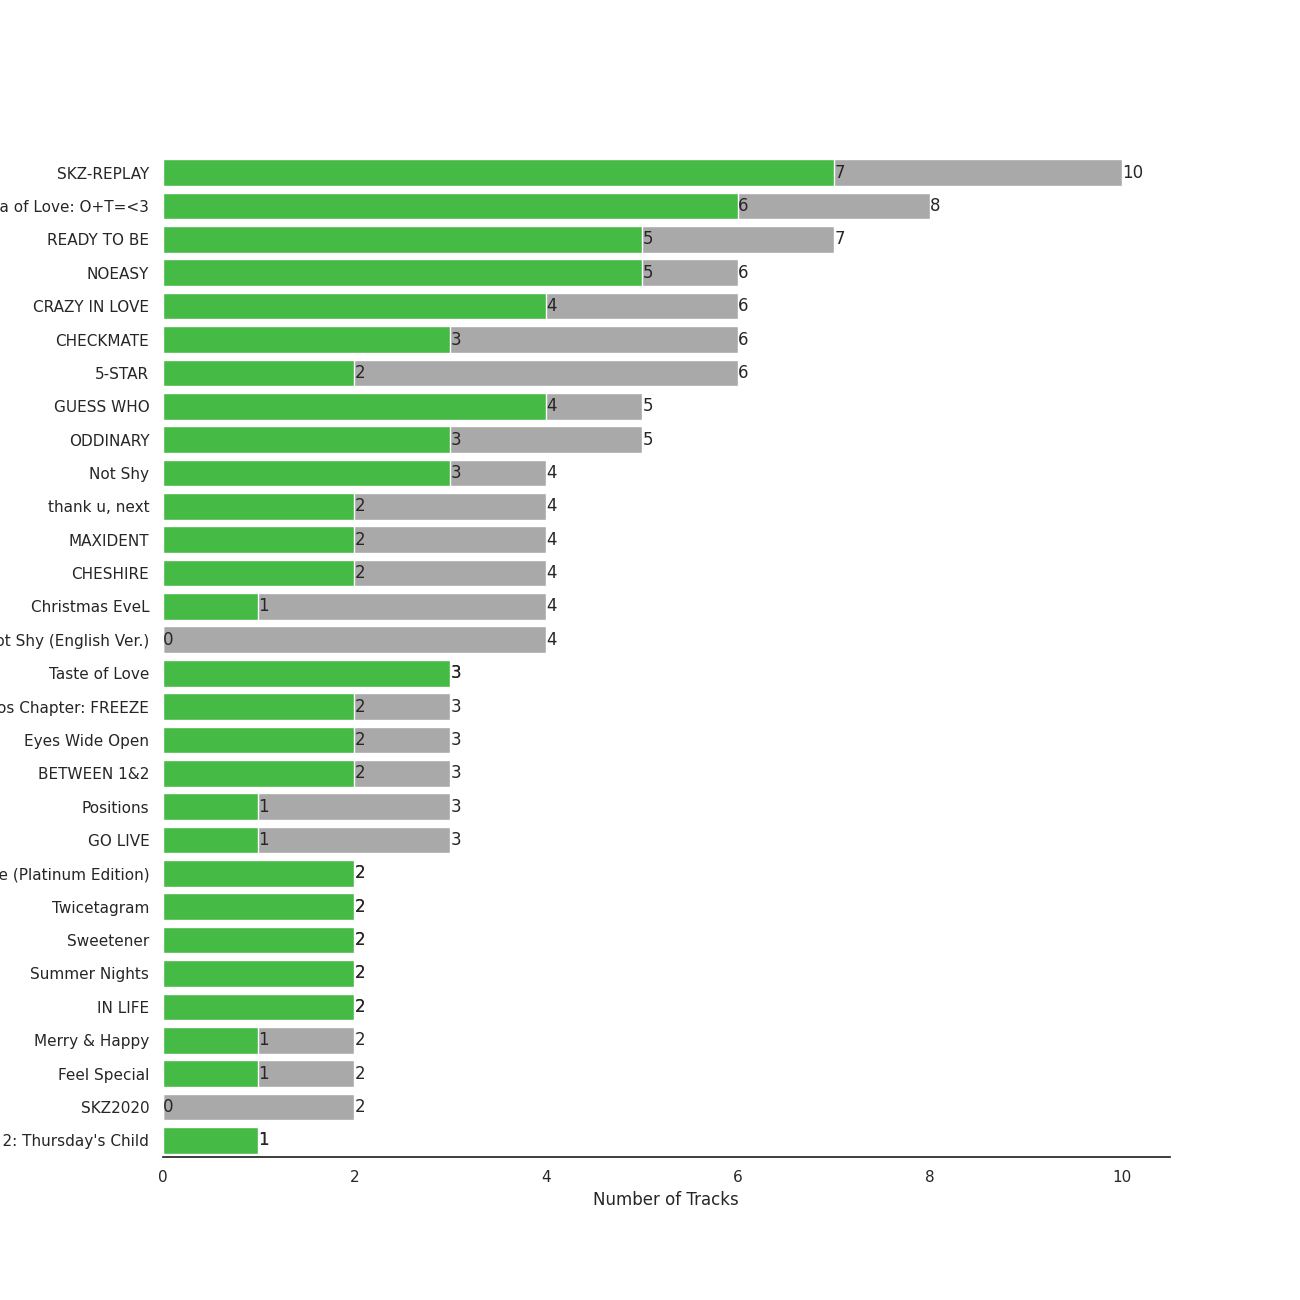 SKZ-REPLAY 7 10
a of Love: O+T=<3 6 8
READY TO BE 5 7
NOEASY 5 6
CRAZY IN LOVE 4 6
CHECKMATE 3 6
5-STAR 2 6
GUESS WHO 4 5
ODDINARY 3 5
Not Shy 3 4
thank u, next 2 4
MAXIDENT 2 4
CHESHIRE 2 4
Christmas EveL 1 4
ot Shy (English Ver.) 0 4
Taste of Love 3
os Chapter: FREEZE 2 3
Eyes Wide Open 2 3
BETWEEN 1&2 2 3
Positions 1 3
GO LIVE 1 3
e (Platinum Edition) 2
Twicetagram 2
Sweetener 2
Summer Nights 2
IN LIFE 2
Merry & Happy 1 2
Feel Special 1 2
SKZ2020 0 2
2: Thursday's Child 1
0 2 4 6 8 10
Number of Tracks